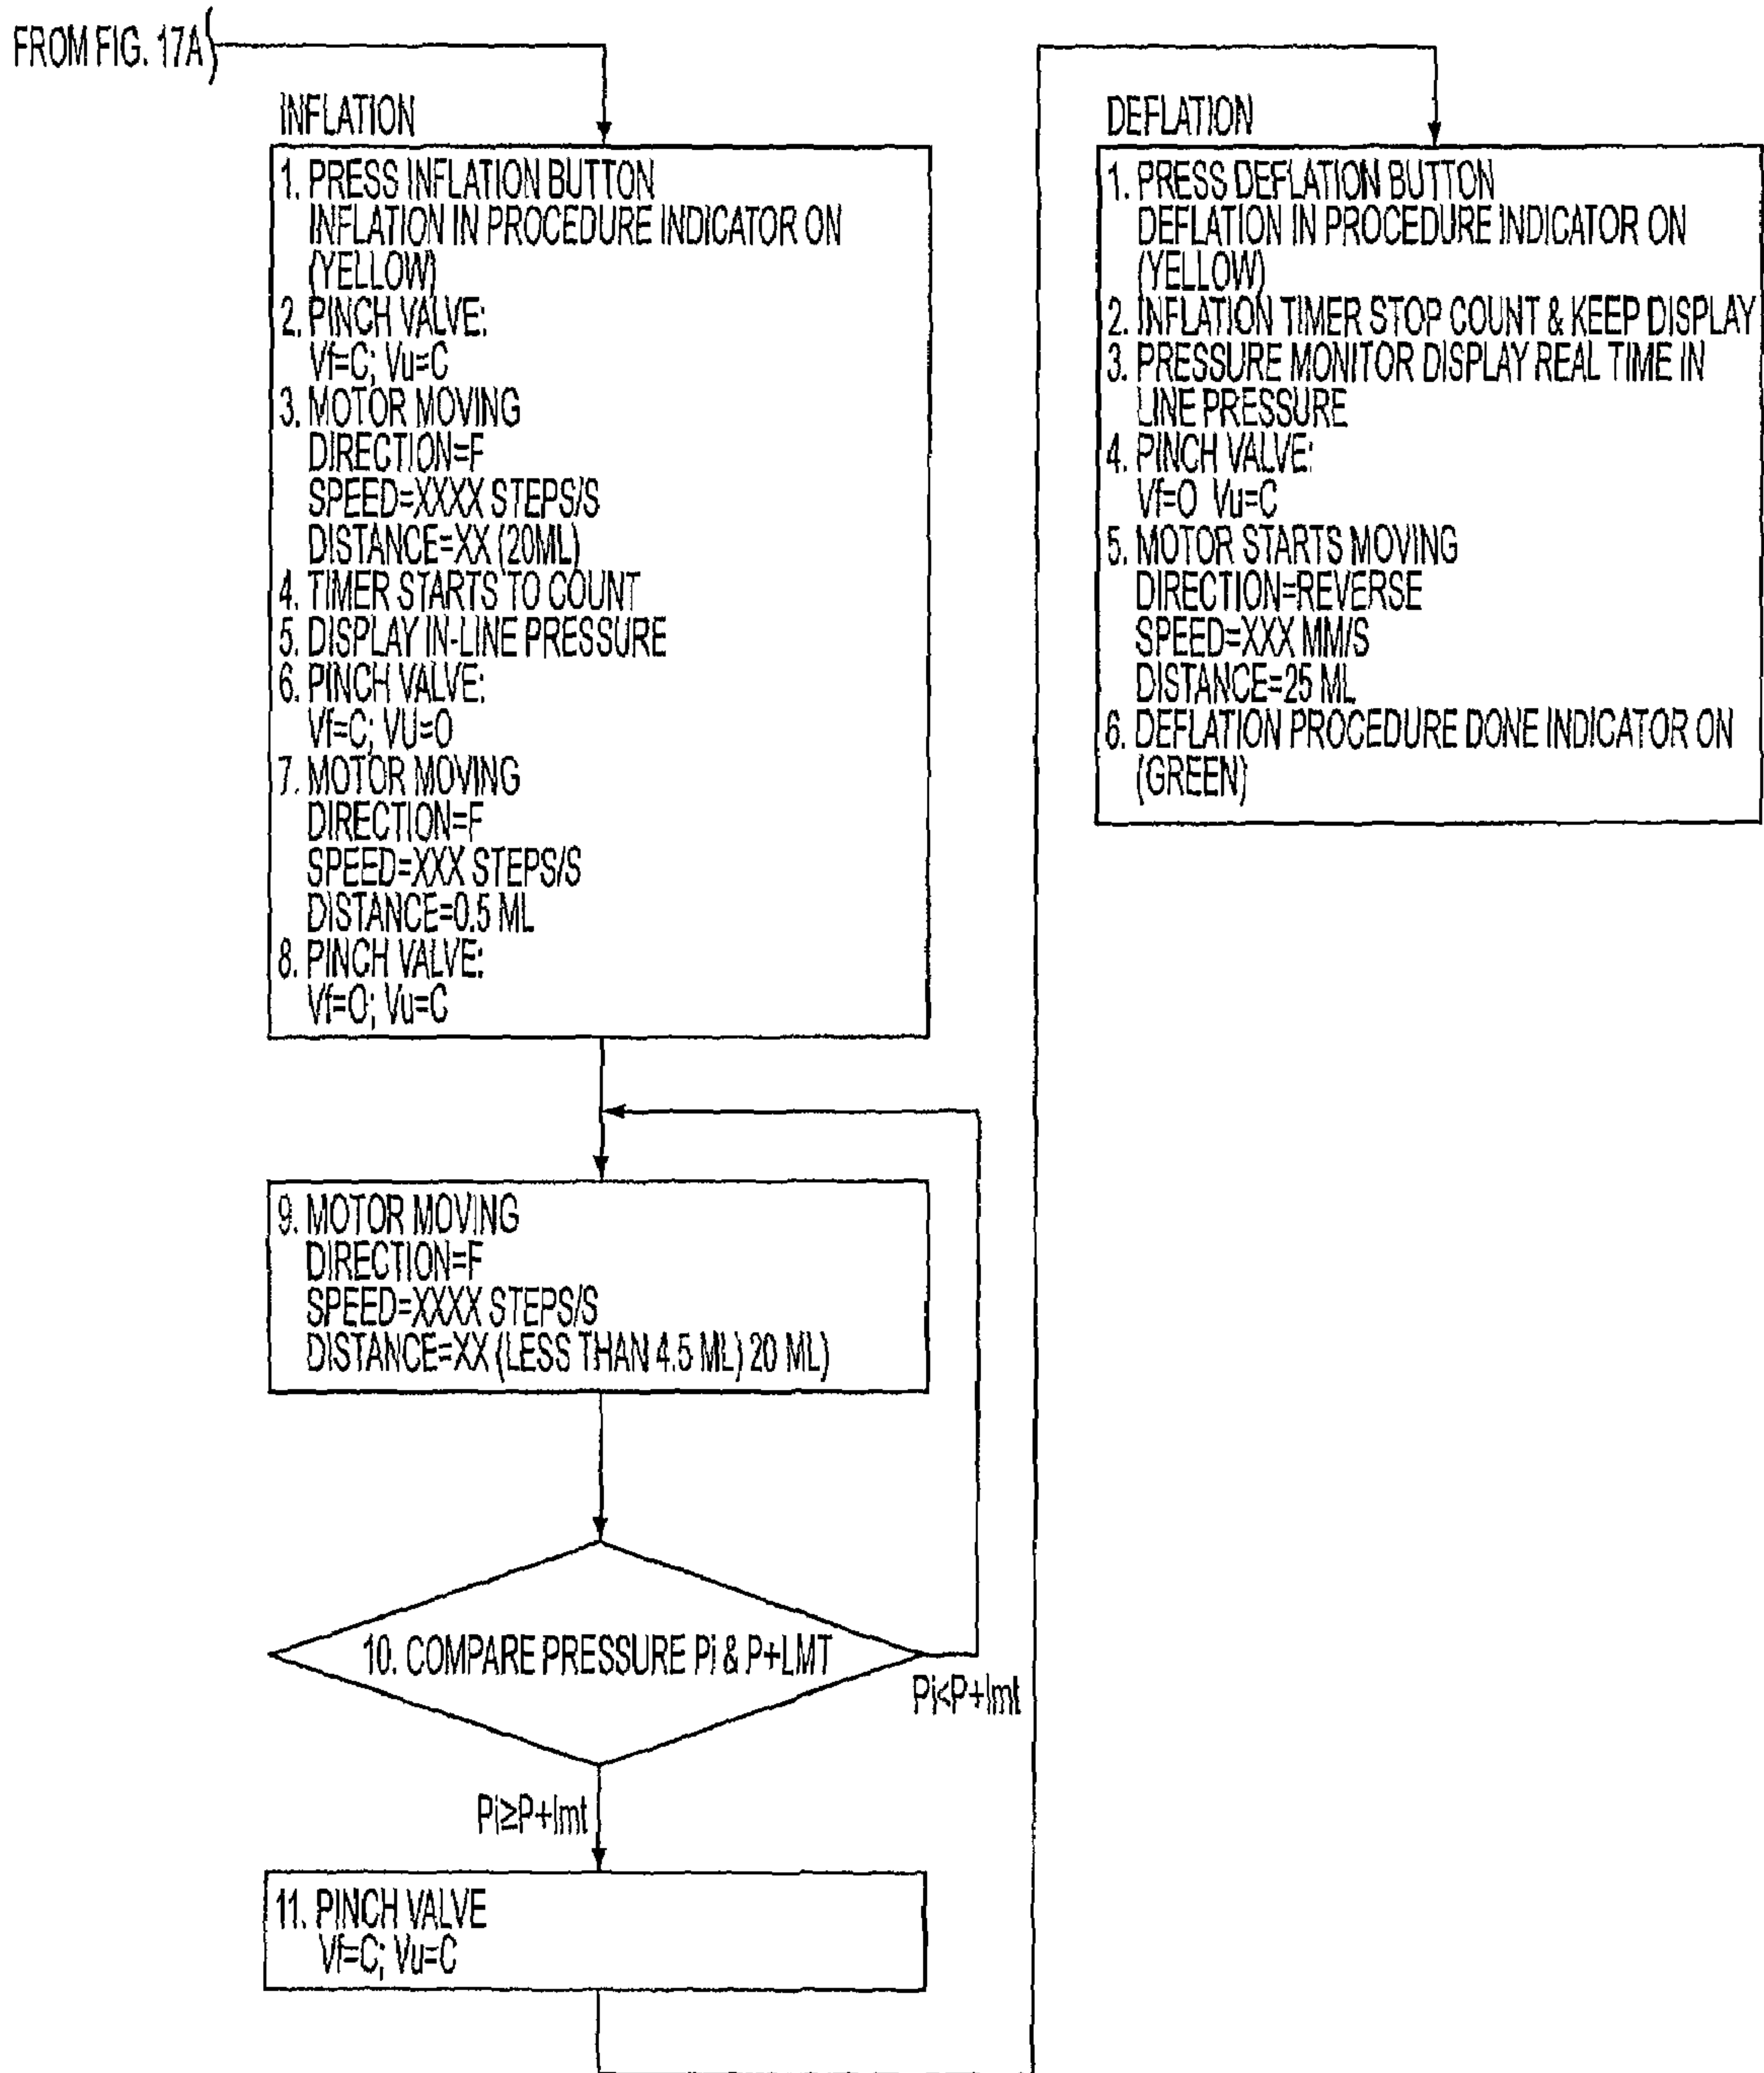 FROM FIG. 17A
INFLATION
1. PRESS INFLATION BUTTON
INFLATION IN PROCEDURE INDICATOR ON
(YELLOW)
2. PINCH VALVE:
Vf=C; Vu=C
3. MOTOR MOVING
DIRECTION=F
SPEED=XXXX STEPS/S
DISTANCE=XX (20ML)
4. TIMER STARTS TO COUNT
5. DISPLAY IN-LINE PRESSURE
6. PINCH VALVE:
Vf=C; VU=O
7. MOTOR MOVING
DIRECTION=F
SPEED=XXX STEPS/S
DISTANCE=0.5 ML
8. PINCH VALVE:
Vf=O; Vu=C
9. MOTOR MOVING
DIRECTION=F
SPEED=XXXX STEPS/S
DISTANCE=XX (LESS THAN 4.5 ML) 20 ML)
10. COMPARE PRESSURE Pi & P+LMT
Pi<P+lmt
Pi≥P+lmt
11. PINCH VALVE
Vf=C; Vu=C
DEFLATION
1. PRESS DEFLATION BUTTON
DEFLATION IN PROCEDURE INDICATOR ON
(YELLOW)
2. INFLATION TIMER STOP COUNT & KEEP DISPLAY
3. PRESSURE MONITOR DISPLAY REAL TIME IN
LINE PRESSURE
4. PINCH VALVE:
Vf=O Vu=C
5. MOTOR STARTS MOVING
DIRECTION=REVERSE
SPEED=XXX MM/S
DISTANCE=25 ML
6. DEFLATION PROCEDURE DONE INDICATOR ON
(GREEN)